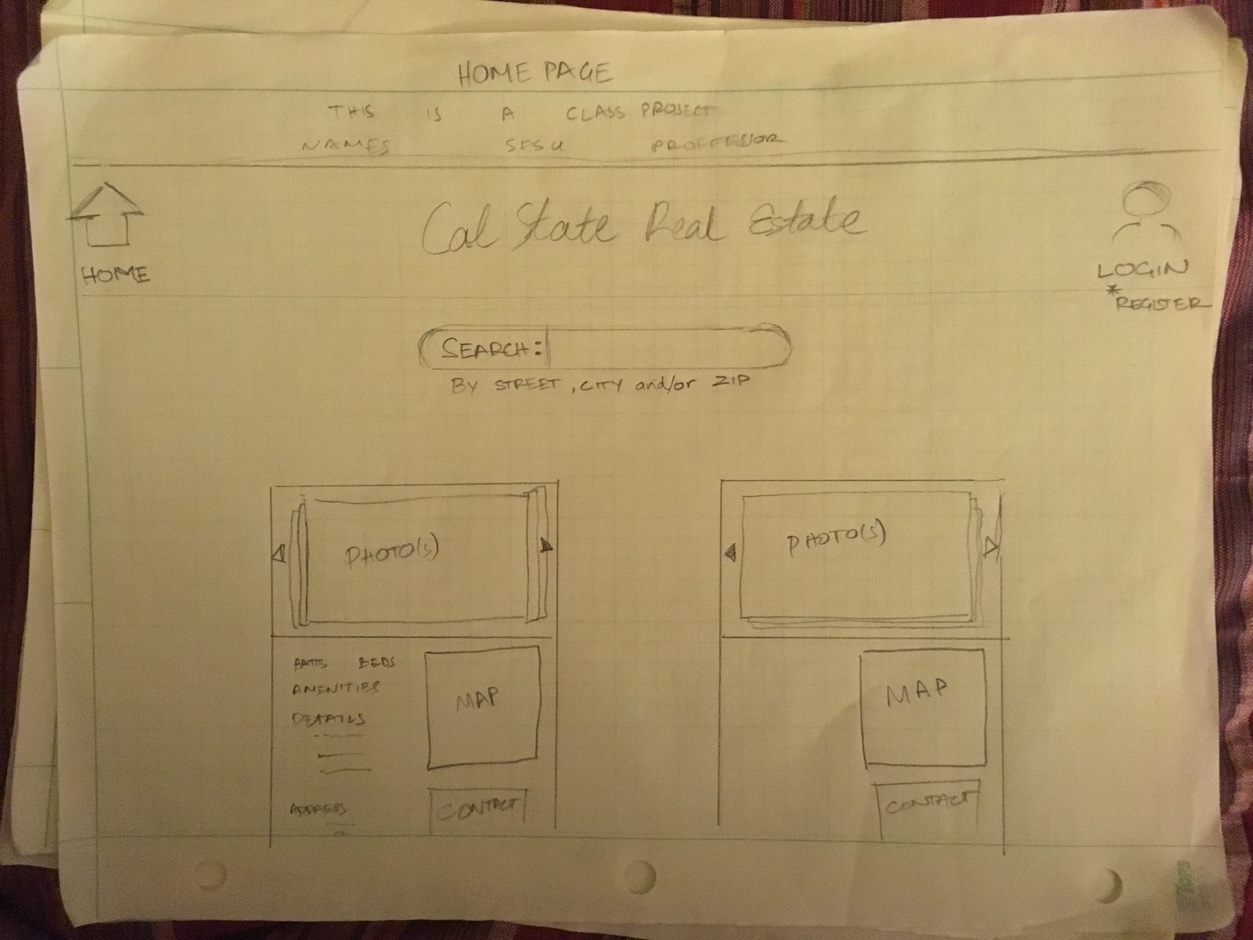 HOME PAGE
THIS IS A CLASS PROJECT
NAMES SFSU PROFFESSOR
Cal State Real Estate
HOME
LOGIN
* REGISTER
SEARCH:
BY STREET, CITY and/or ZIP
PHOTO(S)
PHOTO(S)
BATHS BEDS
AMENITIES
DETAILS
MAP
ADDRESS
CONTACT
MAP
CONTACT